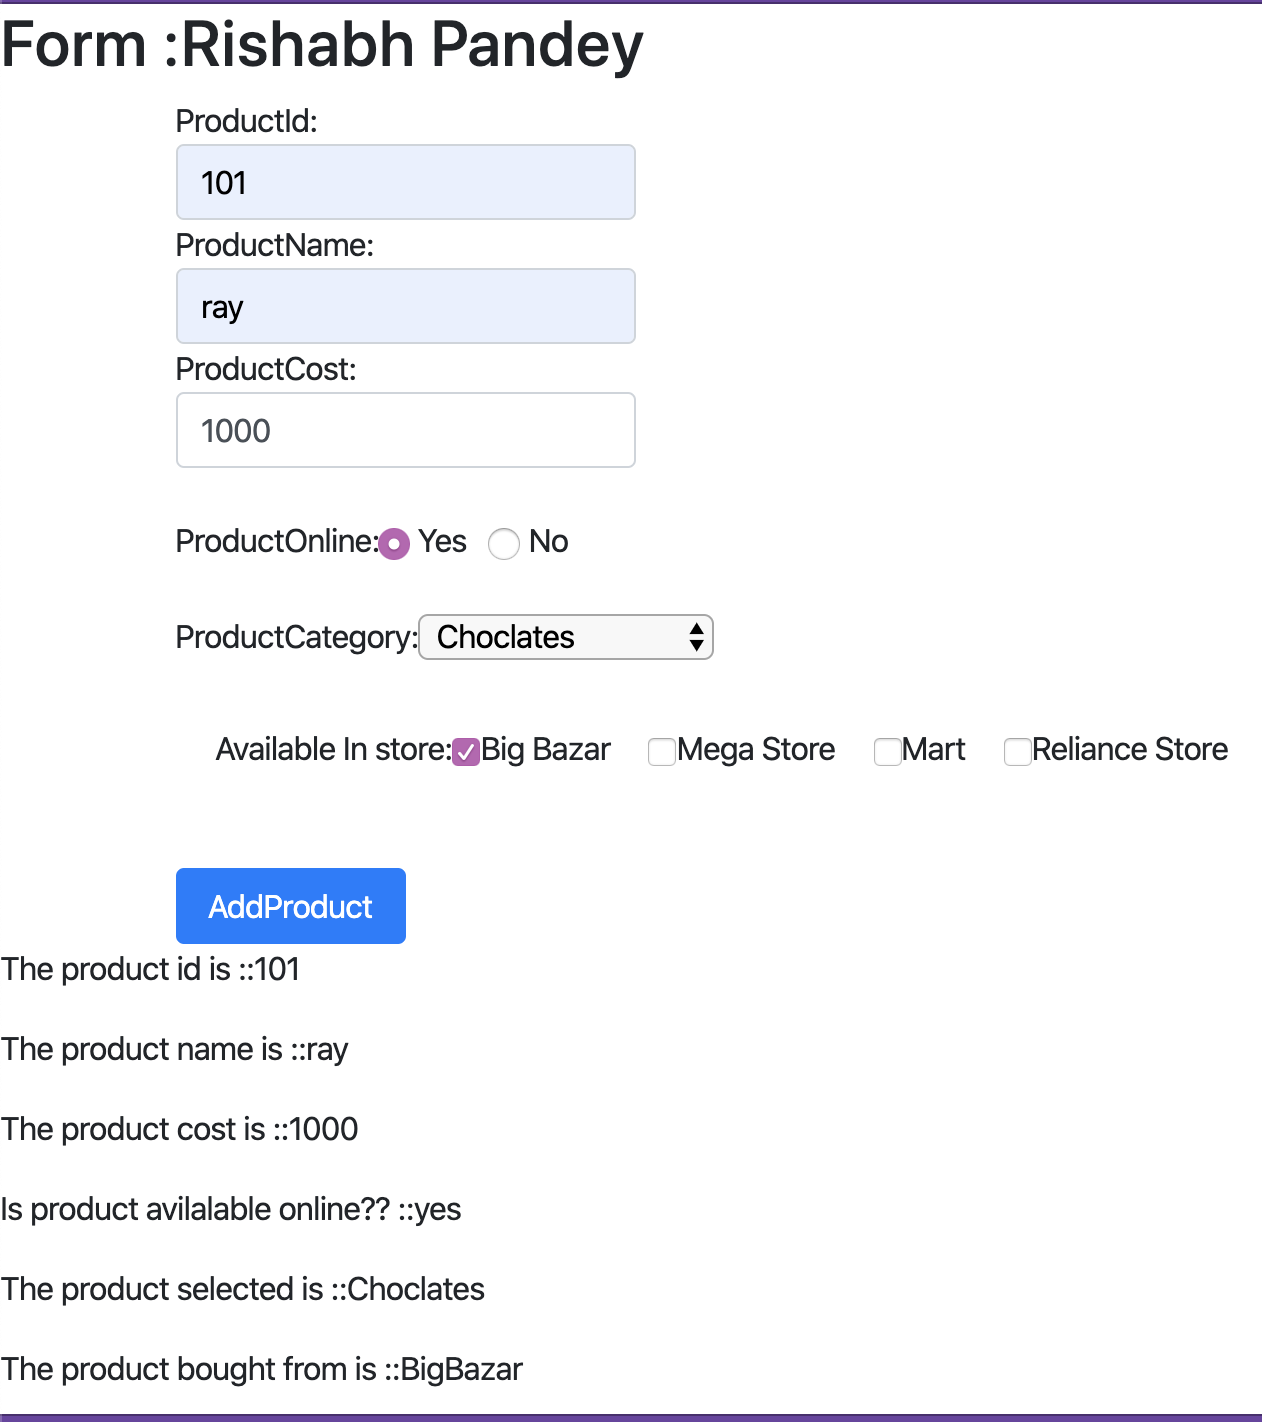 Form :Rishabh Pandey
ProductId:
101
ProductName:
ray
ProductCost:
1000
ProductOnline: Yes No
ProductCategory: Choclates
Available In store: Big Bazar Mega Store Mart Reliance Store
AddProduct
The product id is ::101
The product name is ::ray
The product cost is ::1000
Is product avilalable online?? ::yes
The product selected is ::Choclates
The product bought from is ::BigBazar